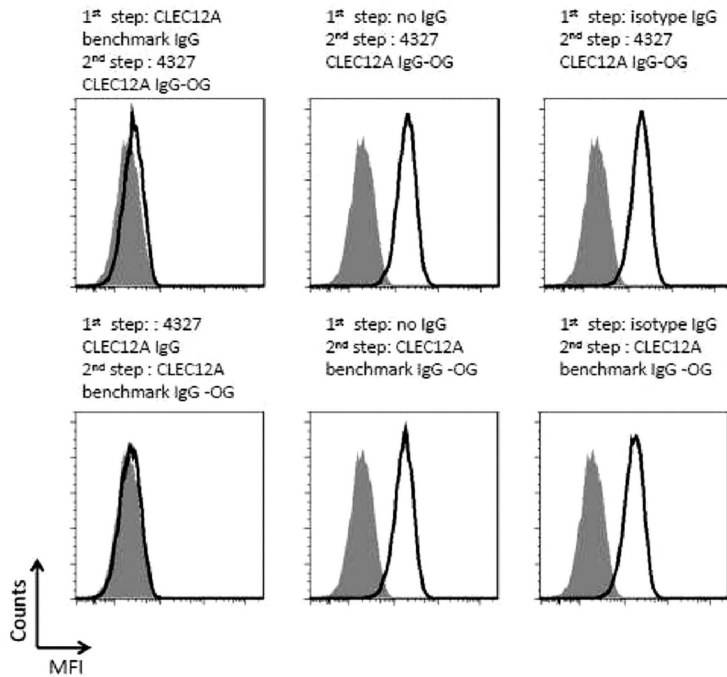 1st step: CLEC12A
benchmark IgG
2nd step : 4327
CLEC12A IgG-OG
1st step: no IgG
2nd step : 4327
CLEC12A IgG-OG
1st step: isotype IgG
2nd step : 4327
CLEC12A IgG-OG
1st step: : 4327
CLEC12A IgG
2nd step : CLEC12A
benchmark IgG -OG
1st step: no IgG
2nd step : CLEC12A
benchmark IgG -OG
1st step: isotype IgG
2nd step : CLEC12A
benchmark IgG -OG
Counts
MFI